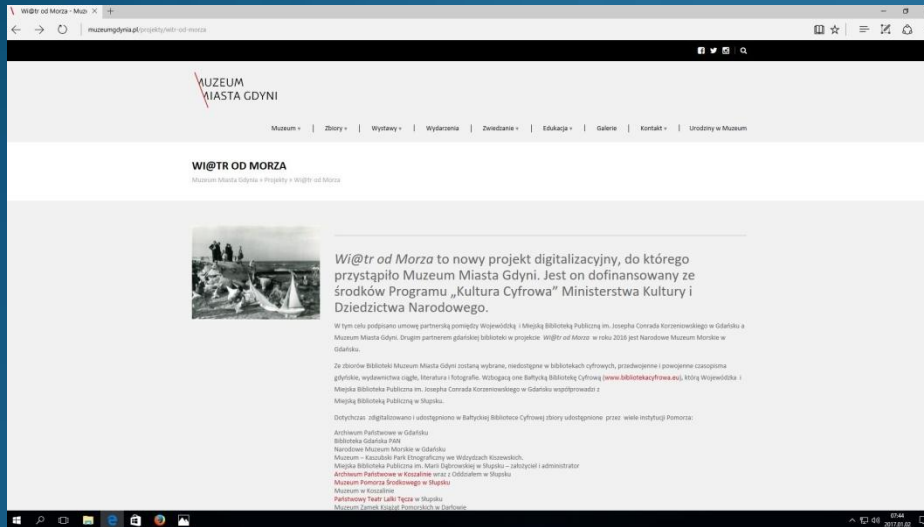 Wi@tr od Morza - Muz
muzeumgdynia.pl/projekty/witr-od-morza
MUZEUM
MIASTA GDYNI
Muzeum | Zbiory | Wystawy | Wydarzenia | Zwiedzanie | Edukacja | Galerie | Kontakt | Urodziny w Muzeum
WI@TR OD MORZA
Muzeum Miasta Gdynia » Projekty » Wi@tr od Morza
Wi@tr od Morza to nowy projekt digitalizacyjny, do którego
przystąpiło Muzeum Miasta Gdyni. Jest on dofinansowany ze
środków Programu „Kultura Cyfrowa” Ministerstwa Kultury i
Dziedzictwa Narodowego.
W tym celu podpisano umowę partnerską pomiędzy Wojewódzką i Miejską Biblioteką Publiczną im. Josepha Conrada Korzeniowskiego w Gdańsku a
Muzeum Miasta Gdyni. Drugim partnerem gdańskiej biblioteki w projekcie Wi@tr od Morza w roku 2016 jest Narodowe Muzeum Morskie w
Gdańsku.
Ze zbiorów Biblioteki Muzeum Miasta Gdyni zostaną wybrane, niedostępne w bibliotekach cyfrowych, przedwojenne i powojenne czasopisma
gdyńskie, wydawnictwa ciągłe, literatura i fotografie. Wzbogacą one Bałtycką Bibliotekę Cyfrową (www.bibliotekacyfrowa.eu), którą Wojewódzka i
Miejska Biblioteka Publiczna im. Josepha Conrada Korzeniowskiego w Gdańsku współprowadzi z
Miejską Biblioteką Publiczną w Słupsku.
Dotychczas zdigitalizowano i udostępniono w Bałtyckiej Bibliotece Cyfrowej zbiory udostępnione przez wiele instytucji Pomorza:
Archiwum Państwowe w Gdańsku
Biblioteka Gdańska PAN
Narodowe Muzeum Morskie w Gdańsku
Muzeum – Kaszubski Park Etnograficzny we Wdzydzach Kiszewskich.
Miejska Biblioteka Publiczna im. Marii Dąbrowskiej w Słupsku – założyciel i administrator
Archiwum Państwowe w Koszalinie wraz z Oddziałem w Słupsku
Muzeum Pomorza Środkowego w Słupsku
Muzeum w Koszalinie
Państwowy Teatr Lalki Tęcza w Słupsku
Muzeum Zamek Książąt Pomorskich w Darłowie
07:44
2017.01.02